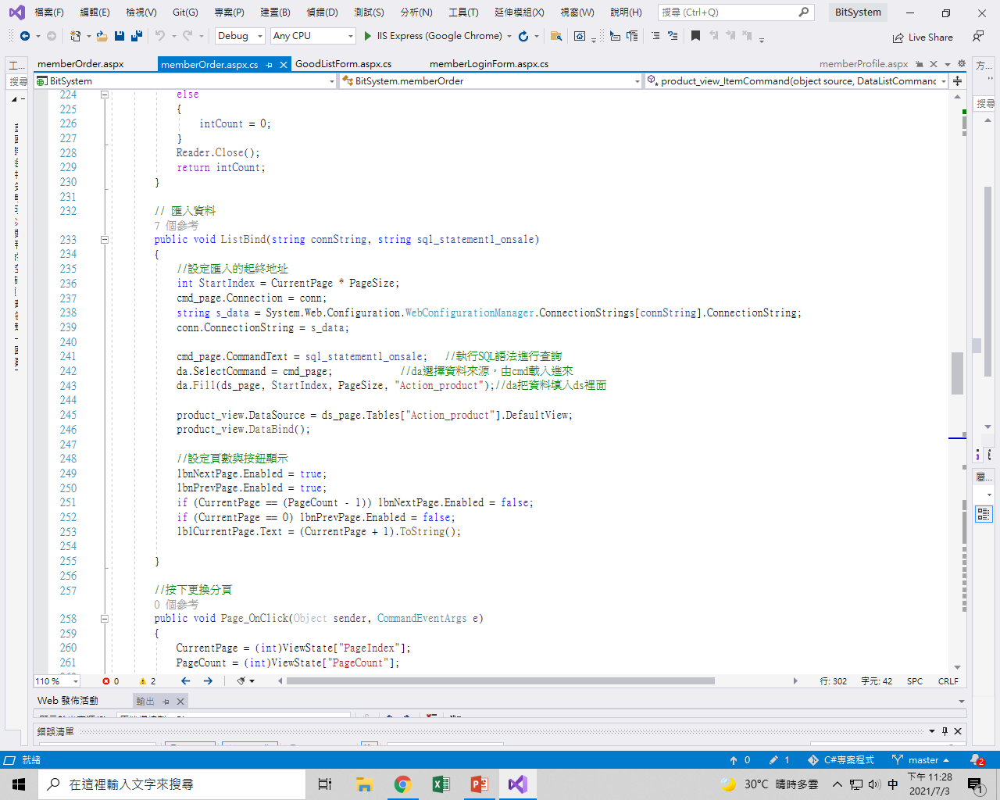 檔案(F) 編輯(E) 檢視(V) Git(G) 專案(P) 建置(B) 偵錯(D) 測試(S) 分析(N) 工具(T) 延伸模組(X) 視窗(W) 說明(H) 搜尋 (Ctrl+Q) BitSystem
Debug Any CPU IIS Express (Google Chrome) Live Share
工... memberOrder.aspx memberOrder.aspx.cs GoodListForm.aspx.cs memberLoginForm.aspx.cs memberProfile.aspx 方...
搜尋 BitSystem BitSystem.memberOrder product_view_ItemCommand(object source, DataListCommanc
搜尋
224 else
225 {
226 intCount = 0;
227 }
228 Reader.Close();
229 return intCount;
230 }
231
232 // 匯入資料
7 個參考
233 public void ListBind(string connString, string sql_statement1_onsale)
234 {
235 //設定匯入的起終地址
236 int StartIndex = CurrentPage * PageSize;
237 cmd_page.Connection = conn;
238 string s_data = System.Web.Configuration.WebConfigurationManager.ConnectionStrings[connString].ConnectionString;
239 conn.ConnectionString = s_data;
240
241 cmd_page.CommandText = sql_statement1_onsale; //執行SQL語法進行查詢
242 da.SelectCommand = cmd_page; //da選擇資料來源，由cmd載入進來
243 da.Fill(ds_page, StartIndex, PageSize, "Action_product");//da把資料填入ds裡面
244
245 product_view.DataSource = ds_page.Tables["Action_product"].DefaultView;
246 product_view.DataBind();
247
248 //設定頁數與按鈕顯示
249 lbnNextPage.Enabled = true;
250 lbnPrevPage.Enabled = true;
251 if (CurrentPage == (PageCount - 1)) lbnNextPage.Enabled = false;
252 if (CurrentPage == 0) lbnPrevPage.Enabled = false;
253 lblCurrentPage.Text = (CurrentPage + 1).ToString();
254
255 }
256
257 //按下更換分頁
0 個參考
258 public void Page_OnClick(Object sender, CommandEventArgs e)
259 {
260 CurrentPage = (int)ViewState["PageIndex"];
261 PageCount = (int)ViewState["PageCount"];
屬...
110 % 0 2 行: 302 字元: 42 SPC CRLF
Web 發佈活動 輸出
錯誤清單
就緒 0 1 C#專案程式 master 2
在這裡輸入文字來搜尋 30°C 晴時多雲 中 下午 11:28
2021/7/3 1